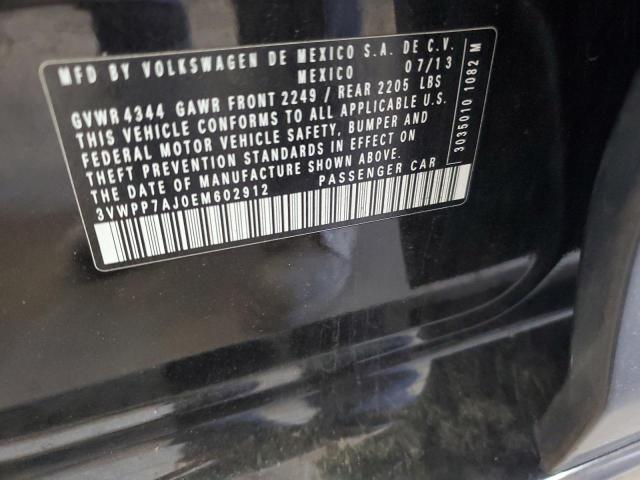 MFD BY VOLKSWAGEN DE MEXICO S.A. DE C.V.
MEXICO 07/13
GVWR 4344 GAWR FRONT 2249 / REAR 2205 LBS
THIS VEHICLE CONFORMS TO ALL APPLICABLE U.S.
FEDERAL MOTOR VEHICLE SAFETY, BUMPER AND
THEFT PREVENTION STANDARDS IN EFFECT ON
THE DATE OF MANUFACTURE SHOWN ABOVE.
3VWPP7AJ0EM602912 PASSENGER CAR
3035010 1082 M